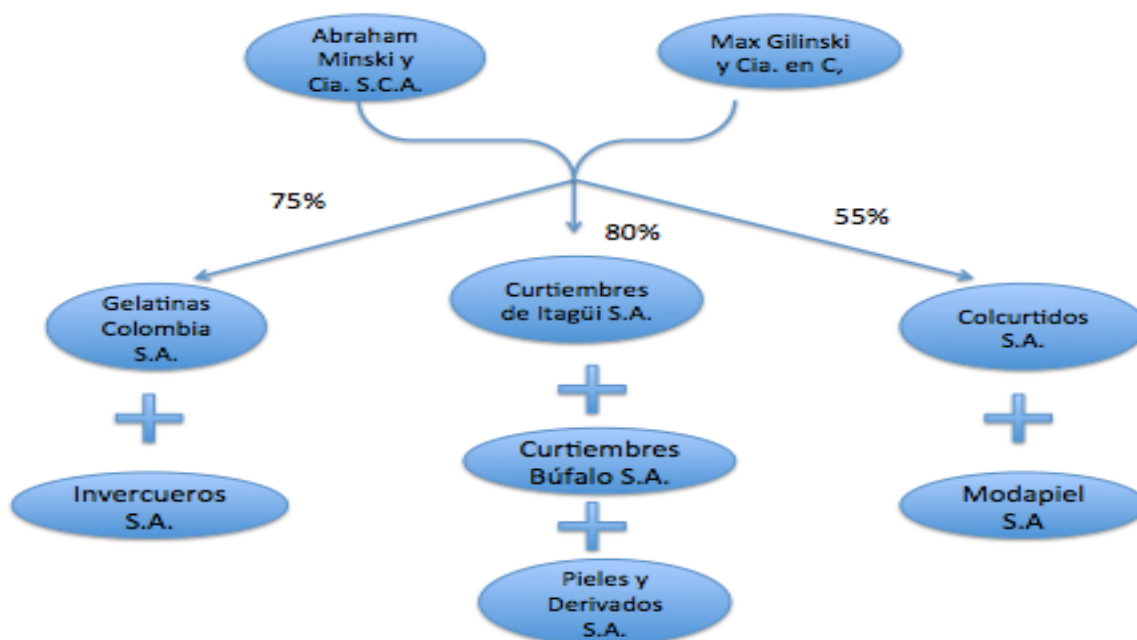 Abraham
Minski y
Cia. S.C.A.
Max Gilinski
y Cia. en C,
75%
80%
55%
Gelatinas
Colombia
S.A.
Curtiembres
de Itagüi S.A.
Colcurtidos
S.A.
Invercueros
S.A.
Curtiembres
Búfalo S.A.
Modapiel
S.A
Pieles y
Derivados
S.A.